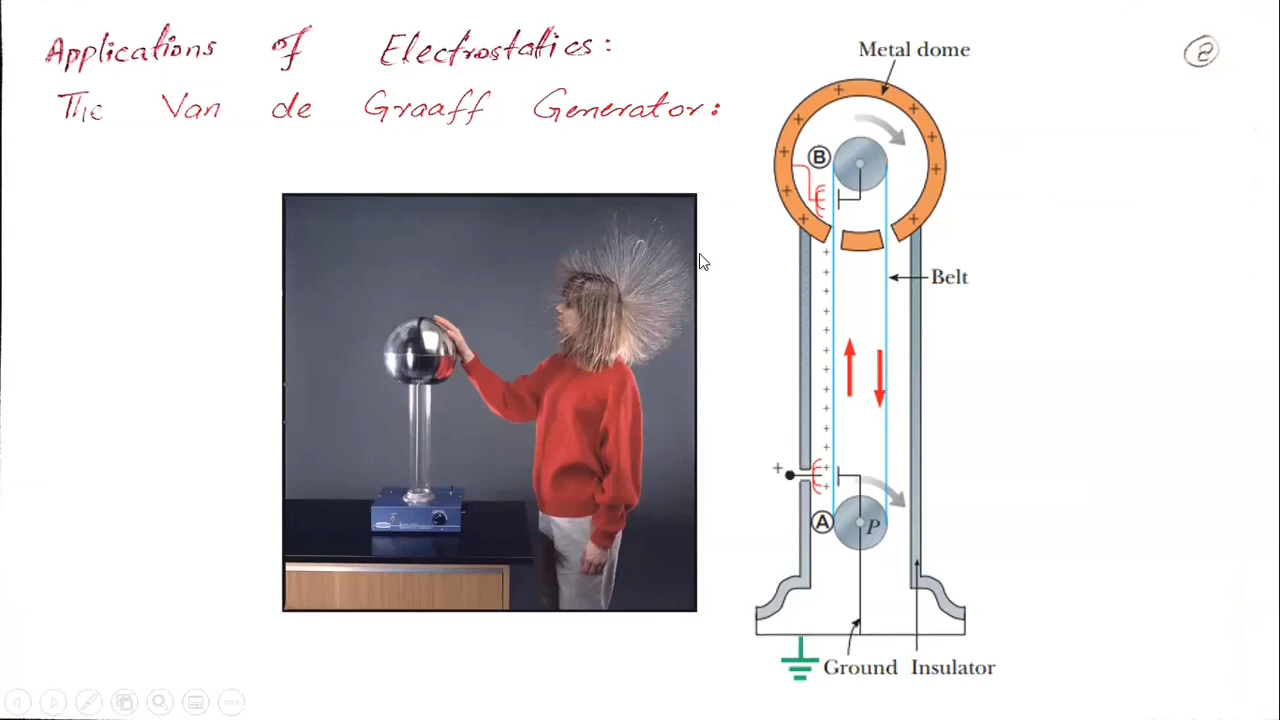 Applications of Electrostatics:
The Van de Graaff Generator:
2
Metal dome
B
Belt
+
A
P
Ground
Insulator